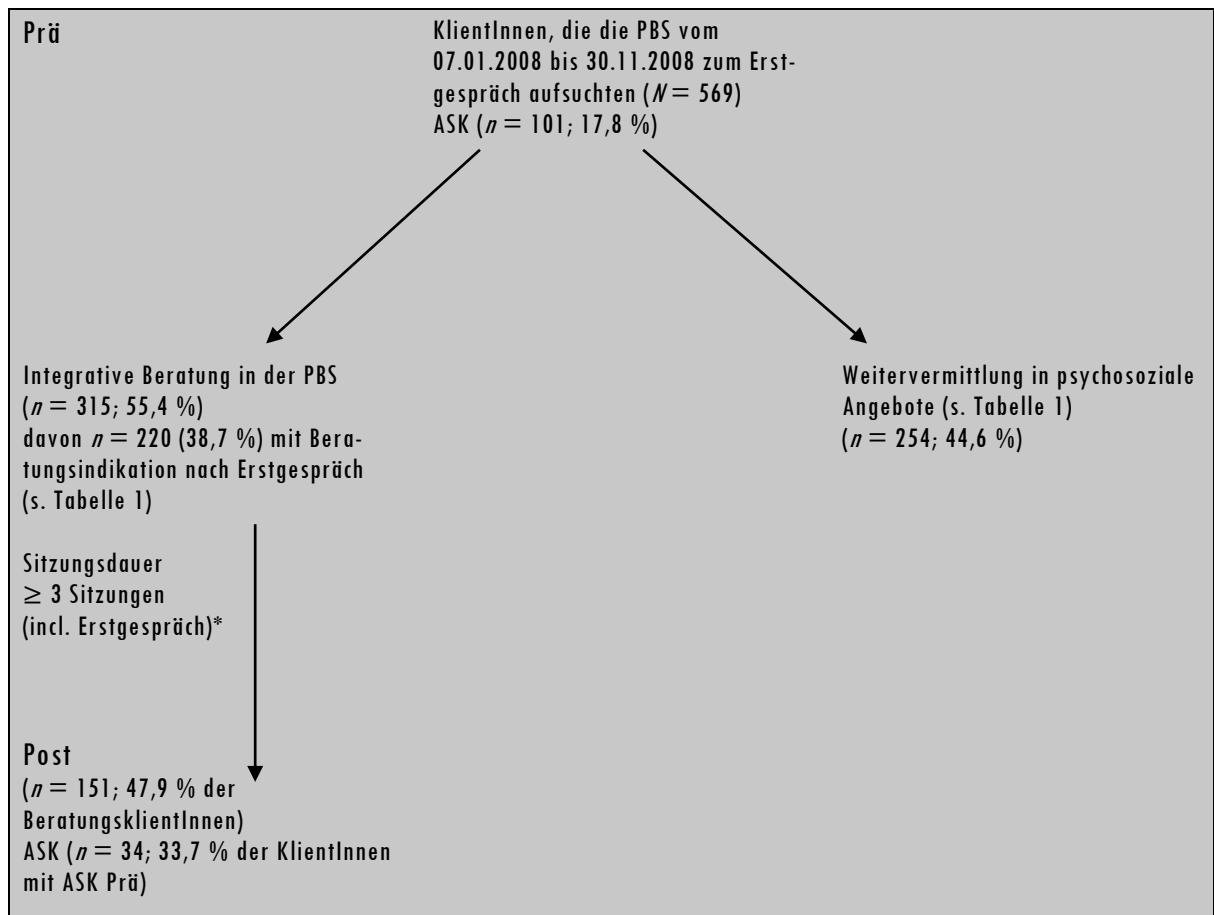 Prä
KlientInnen, die die PBS vom
07.01.2008 bis 30.11.2008 zum Erst-
gespräch aufsuchten (N = 569)
ASK (n = 101; 17,8 %)
Integrative Beratung in der PBS
(n = 315; 55,4 %)
davon n = 220 (38,7 %) mit Bera-
tungsindikation nach Erstgespräch
(s. Tabelle 1)
Weitervermittlung in psychosoziale
Angebote (s. Tabelle 1)
(n = 254; 44,6 %)
Sitzungsdauer
≥ 3 Sitzungen
(incl. Erstgespräch)*
Post
(n = 151; 47,9 % der
BeratungsklientInnen)
ASK (n = 34; 33,7 % der KlientInnen
mit ASK Prä)